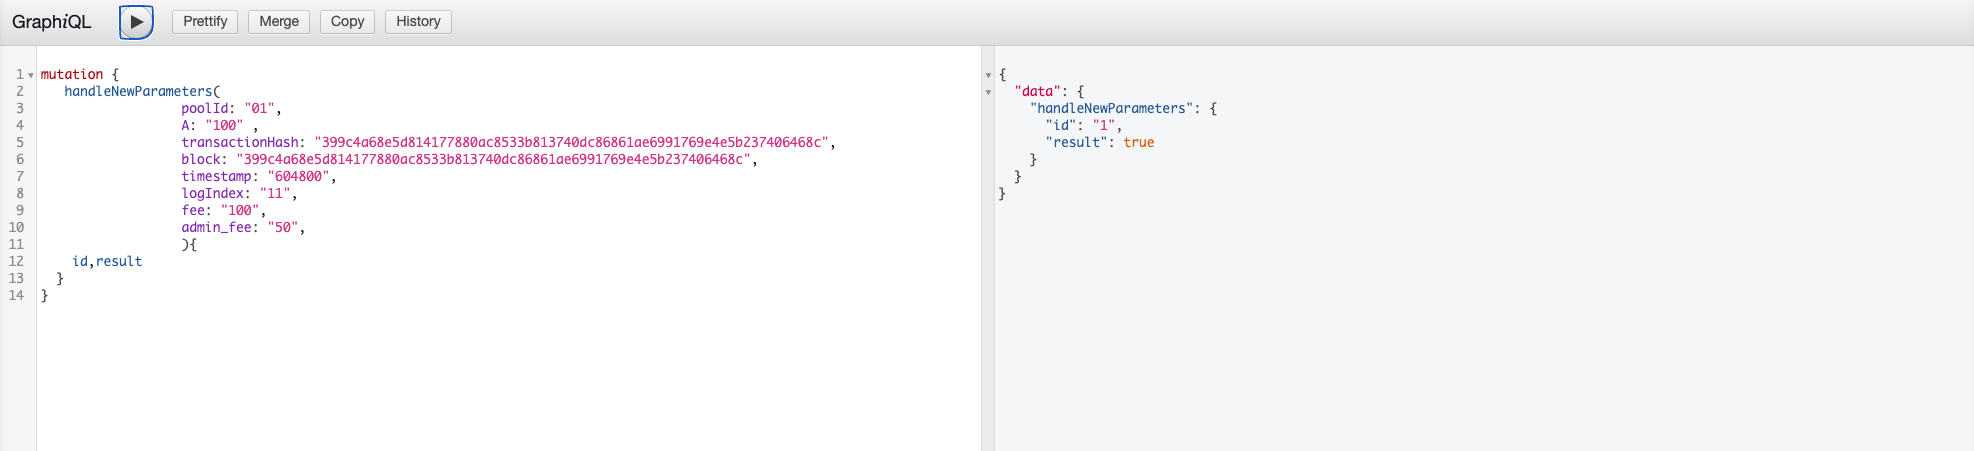 GraphiQL Prettify Merge Copy History
1 mutation {
2 handleNewParameters(
3 poolId: "01",
4 A: "100" ,
5 transactionHash: "399c4a68e5d814177880ac8533b813740dc86861ae6991769e4e5b237406468c",
6 block: "399c4a68e5d814177880ac8533b813740dc86861ae6991769e4e5b237406468c",
7 timestamp: "604800",
8 logIndex: "11",
9 fee: "100",
10 admin_fee: "50",
11 ){
12 id,result
13 }
14 }
{
"data": {
"handleNewParameters": {
"id": "1",
"result": true
}
}
}